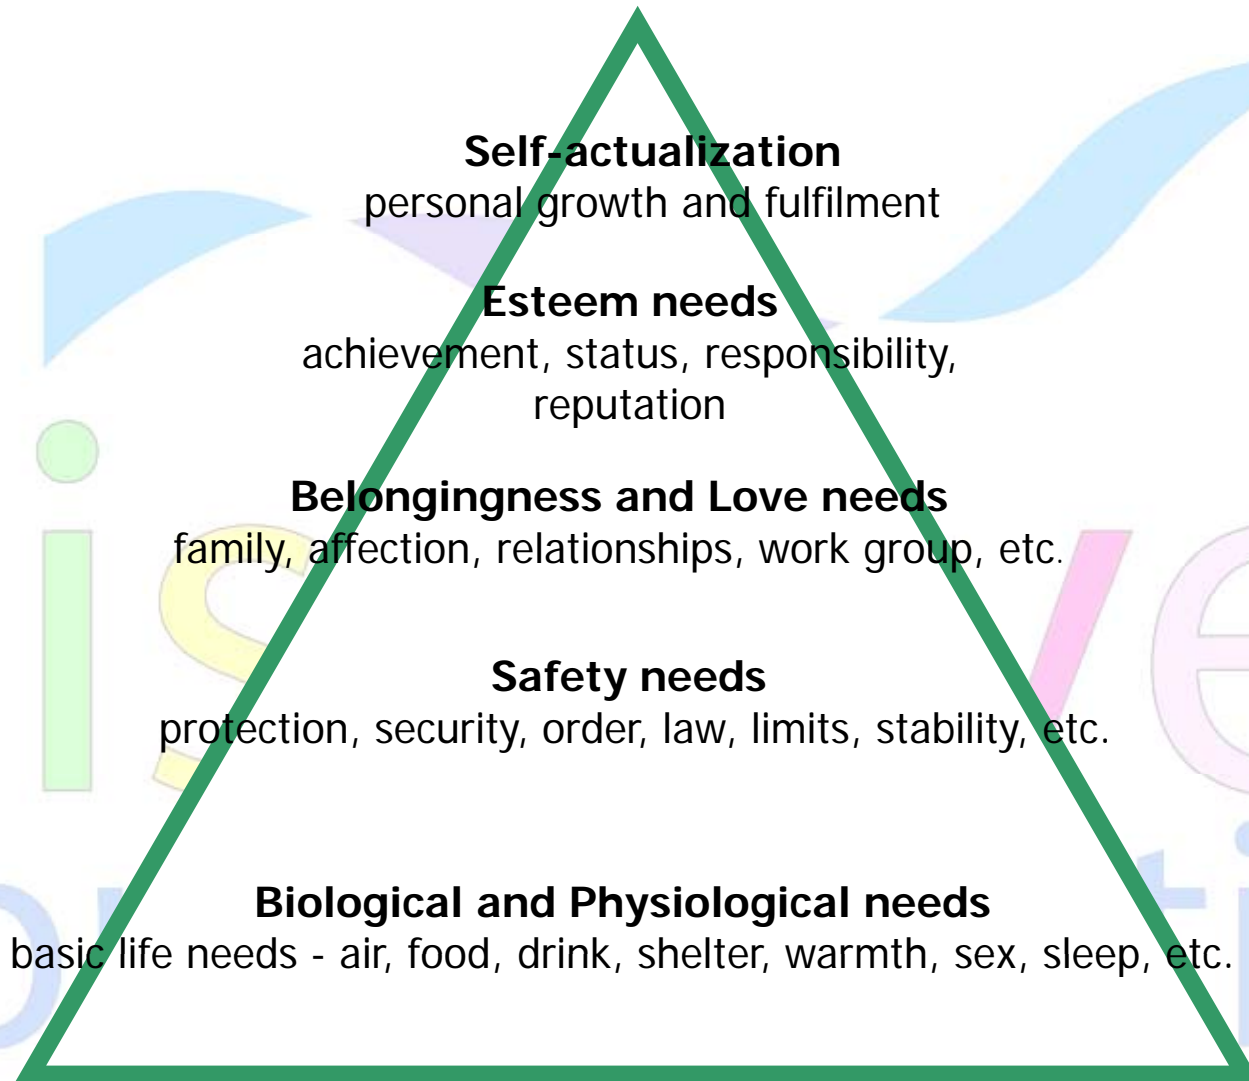 Self-actualization
personal growth and fulfilment
Esteem needs
achievement, status, responsibility,
reputation
Belongingness and Love needs
family, affection, relationships, work group, etc.
Safety needs
protection, security, order, law, limits, stability, etc.
Biological and Physiological needs
basic life needs - air, food, drink, shelter, warmth, sex, sleep, etc.